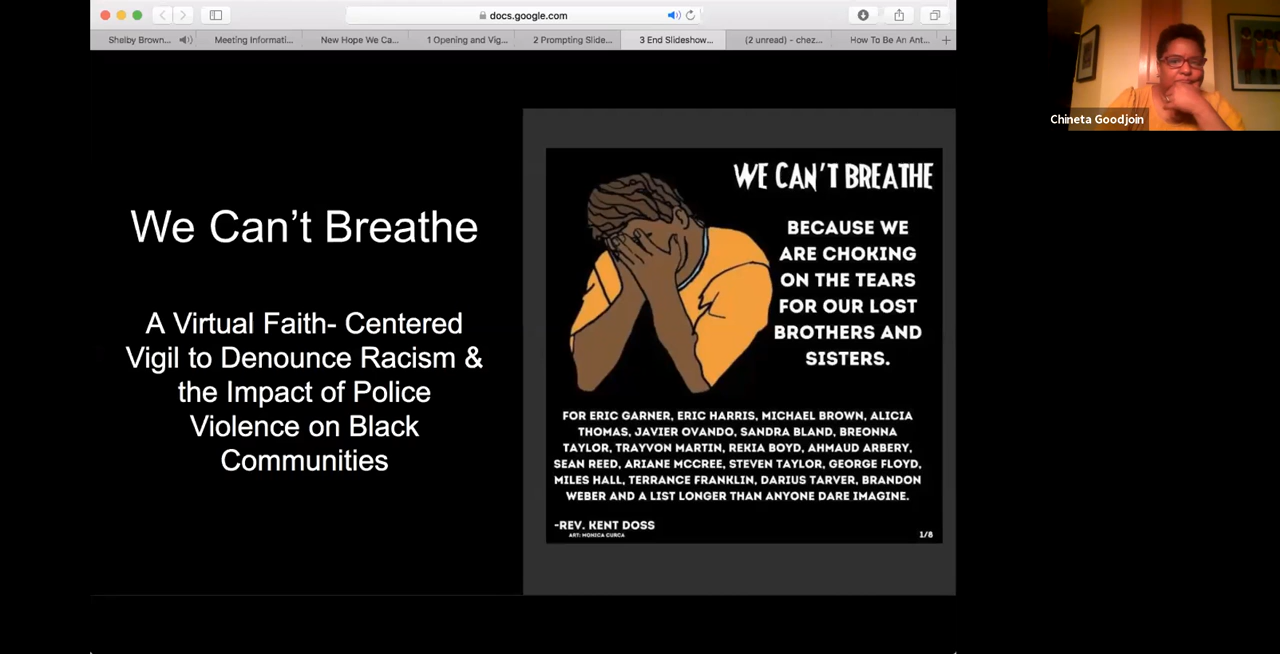 docs.google.com
Shelby Brown...
Meeting Informati...
New Hope We Ca...
1 Opening and Vig...
2 Prompting Slide...
3 End Slideshow...
(2 unread) - chez...
How To Be An Ant...
Chineta Goodjoin
We Can't Breathe
A Virtual Faith- Centered
Vigil to Denounce Racism &
the Impact of Police
Violence on Black
Communities
WE CAN'T BREATHE
BECAUSE WE
ARE CHOKING
ON THE TEARS
FOR OUR LOST
BROTHERS AND
SISTERS.
FOR ERIC GARNER, ERIC HARRIS, MICHAEL BROWN, ALICIA
THOMAS, JAVIER OVANDO, SANDRA BLAND, BREONNA
TAYLOR, TRAYVON MARTIN, REKIA BOYD, AHMAUD ARBERY,
SEAN REED, ARIANE MCCREE, STEVEN TAYLOR, GEORGE FLOYD,
MILES HALL, TERRANCE FRANKLIN, DARIUS TARVER, BRANDON
WEBER AND A LIST LONGER THAN ANYONE DARE IMAGINE.
-REV. KENT DOSS
ART: MONICA CURCA
1/8